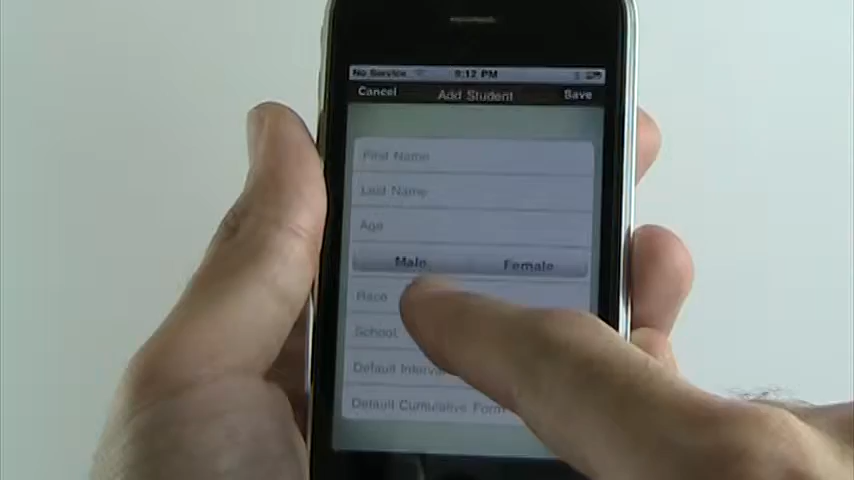 No Service 9:12 PM
Cancel Add Student Save
First Name
Last Name
Age
Male Female
Race
School
Default Interval
Default Cumulative Form